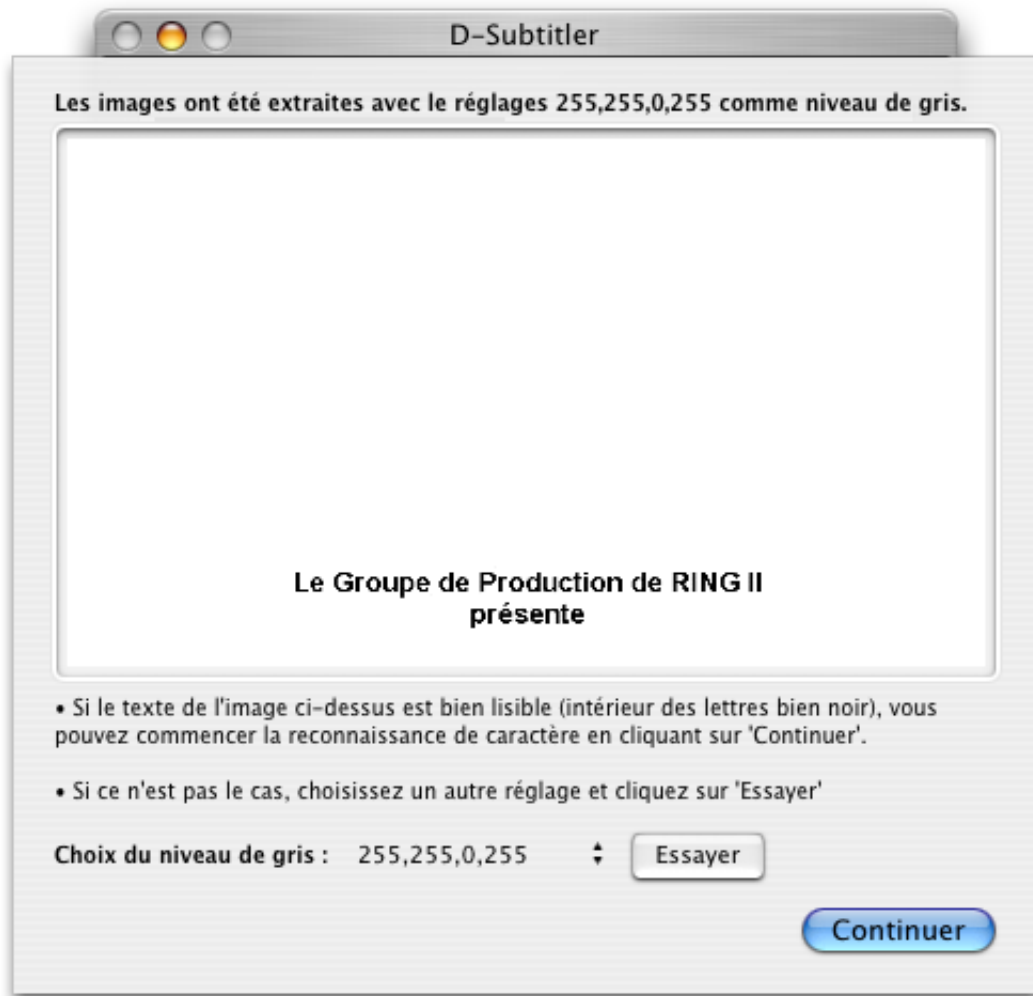 D-Subtitler
Les images ont été extraites avec le réglages 255,255,0,255 comme niveau de gris.
Le Groupe de Production de RING II
présente
• Si le texte de l'image ci-dessus est bien lisible (intérieur des lettres bien noir), vous
pouvez commencer la reconnaissance de caractère en cliquant sur 'Continuer'.
• Si ce n'est pas le cas, choisissez un autre réglage et cliquez sur 'Essayer'
Choix du niveau de gris : 255,255,0,255 Essayer
Continuer